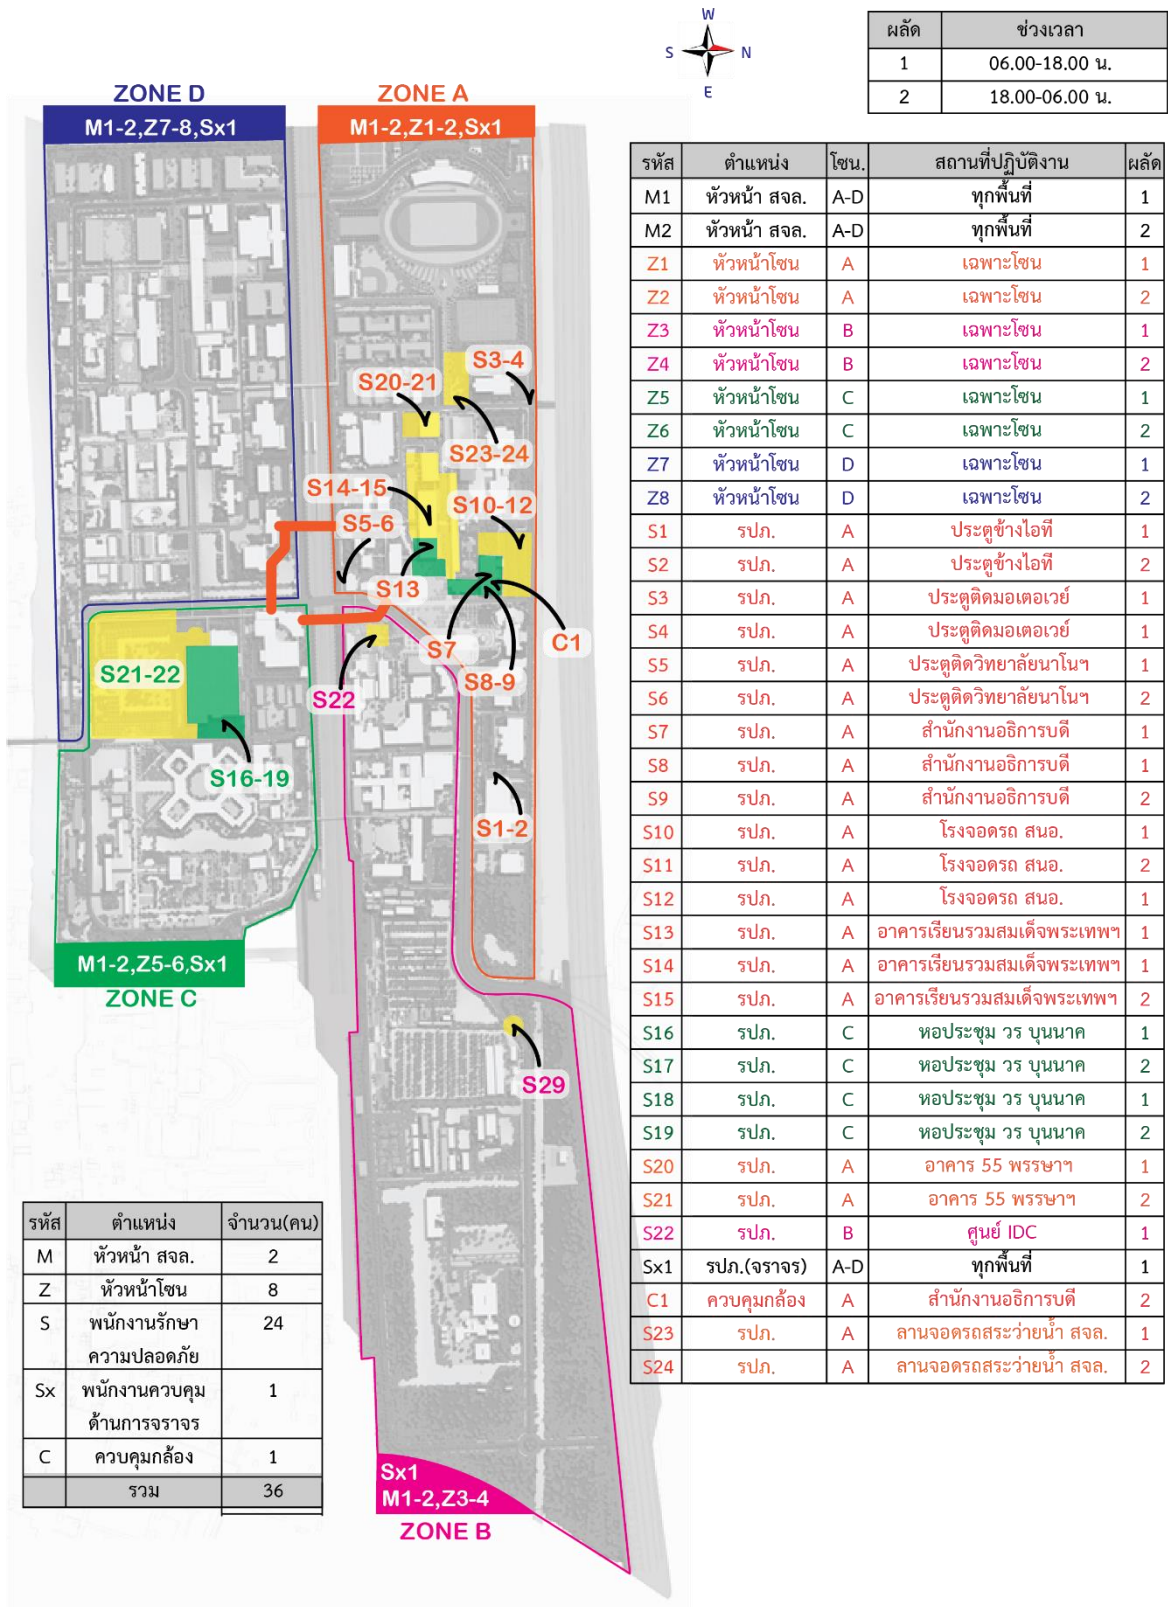 W
S N
E
ผลัด ช่วงเวลา
1 06.00-18.00 น.
2 18.00-06.00 น.
ZONE D
M1-2,Z7-8,Sx1
ZONE A
M1-2,Z1-2,Sx1
S3-4
S20-21
S23-24
S14-15
S10-12
S5-6
S13
S7
C1
S8-9
S22
S21-22
S16-19
S1-2
M1-2,Z5-6,Sx1
ZONE C
S29
Sx1
M1-2,Z3-4
ZONE B
รหัส ตำแหน่ง โซน. สถานที่ปฏิบัติงาน ผลัด
M1 หัวหน้า สจล. A-D ทุกพื้นที่ 1
M2 หัวหน้า สจล. A-D ทุกพื้นที่ 2
Z1 หัวหน้าโซน A เฉพาะโซน 1
Z2 หัวหน้าโซน A เฉพาะโซน 2
Z3 หัวหน้าโซน B เฉพาะโซน 1
Z4 หัวหน้าโซน B เฉพาะโซน 2
Z5 หัวหน้าโซน C เฉพาะโซน 1
Z6 หัวหน้าโซน C เฉพาะโซน 2
Z7 หัวหน้าโซน D เฉพาะโซน 1
Z8 หัวหน้าโซน D เฉพาะโซน 2
S1 รปภ. A ประตูข้างไอที 1
S2 รปภ. A ประตูข้างไอที 2
S3 รปภ. A ประตูติดมอเตอเวย์ 1
S4 รปภ. A ประตูติดมอเตอเวย์ 2
S5 รปภ. A ประตูติดวิทยาลัยนาโนฯ 1
S6 รปภ. A ประตูติดวิทยาลัยนาโนฯ 2
S7 รปภ. A สำนักงานอธิการบดี 1
S8 รปภ. A สำนักงานอธิการบดี 1
S9 รปภ. A สำนักงานอธิการบดี 2
S10 รปภ. A โรงจอดรถ สนอ. 1
S11 รปภ. A โรงจอดรถ สนอ. 2
S12 รปภ. A โรงจอดรถ สนอ. 1
S13 รปภ. A อาคารเรียนรวมสมเด็จพระเทพฯ 1
S14 รปภ. A อาคารเรียนรวมสมเด็จพระเทพฯ 1
S15 รปภ. A อาคารเรียนรวมสมเด็จพระเทพฯ 2
S16 รปภ. C หอประชุม วร บุนนาค 1
S17 รปภ. C หอประชุม วร บุนนาค 2
S18 รปภ. C หอประชุม วร บุนนาค 1
S19 รปภ. C หอประชุม วร บุนนาค 2
S20 รปภ. A อาคาร 55 พรรษาฯ 1
S21 รปภ. A อาคาร 55 พรรษาฯ 2
S22 รปภ. B ศูนย์ IDC 1
Sx1 รปภ.(จราจร) A-D ทุกพื้นที่ 1
C1 ควบคุมกล้อง A สำนักงานอธิการบดี 2
S23 รปภ. A ลานจอดรถสระว่ายน้ำ สจล. 1
S24 รปภ. A ลานจอดรถสระว่ายน้ำ สจล. 2
รหัส ตำแหน่ง จำนวน(คน)
M หัวหน้า สจล. 2
Z หัวหน้าโซน 8
S พนักงานรักษา 24
ความปลอดภัย
Sx พนักงานควบคุม 1
ด้านการจราจร
C ควบคุมกล้อง 1
รวม 36